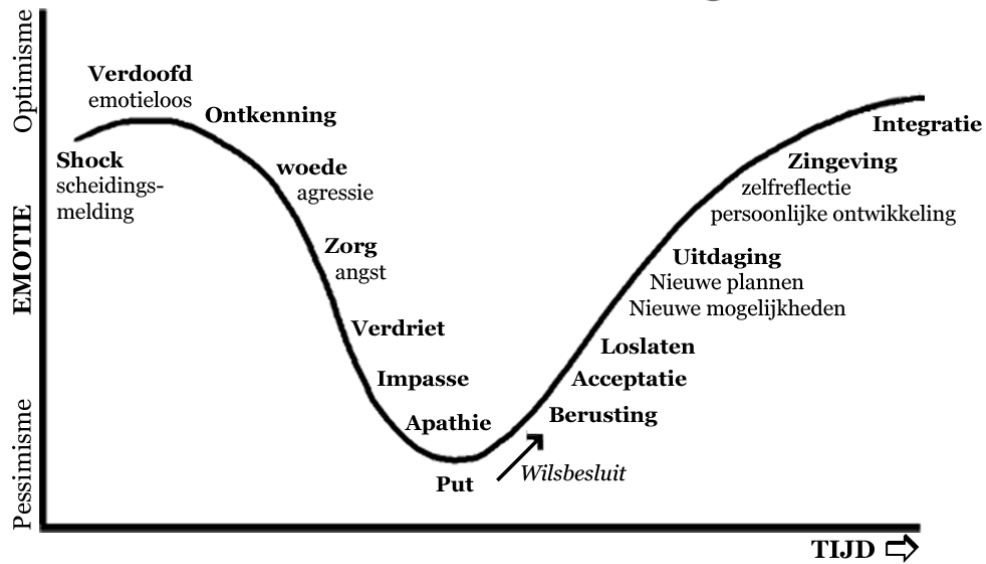 Optimisme
EMOTIE
Pessimisme
Verdoofd
emotieloos
Ontkenning
Shock
scheidings-
melding
woede
agressie
Zorg
angst
Verdriet
Impasse
Apathie
Put
Wilsbesluit
Berusting
Acceptatie
Loslaten
Uitdaging
Nieuwe plannen
Nieuwe mogelijkheden
Zingeving
zelfreflectie
persoonlijke ontwikkeling
Integratie
TIJD